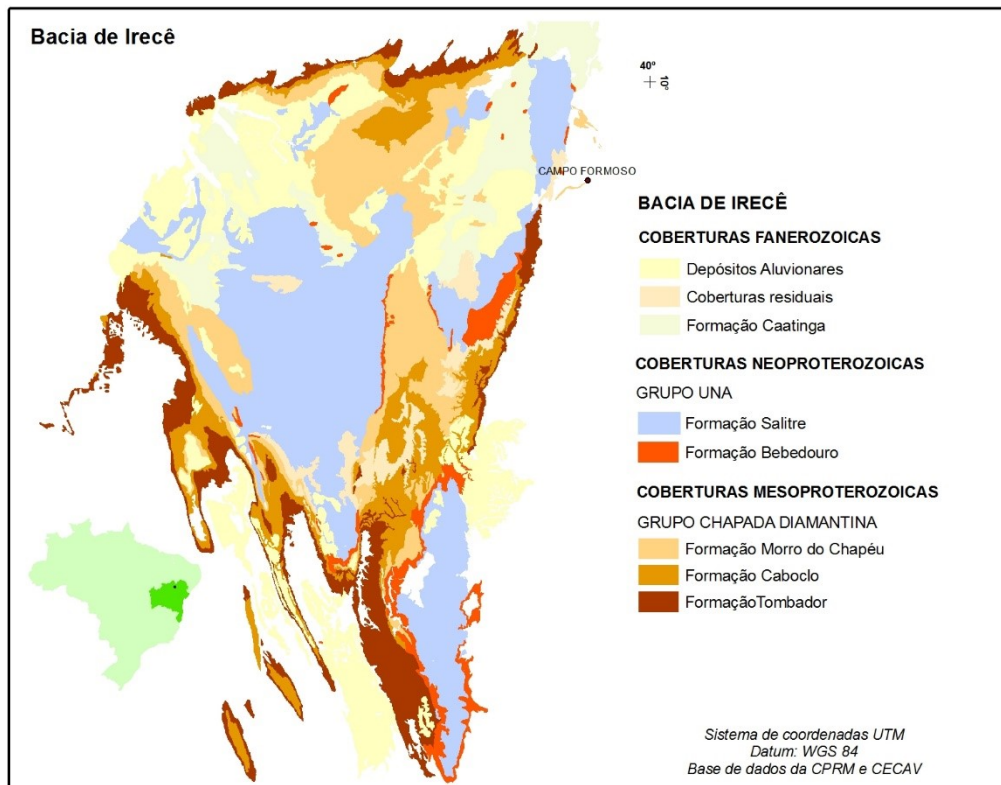 Bacia de Irecê
40º
10º
CAMPO FORMOSO
BACIA DE IRECÊ
COBERTURAS FANEROZOICAS
Depósitos Aluvionares
Coberturas residuais
Formação Caatinga
COBERTURAS NEOPROTEROZOICAS
GRUPO UNA
Formação Salitre
Formação Bebedouro
COBERTURAS MESOPROTEROZOICAS
GRUPO CHAPADA DIAMANTINA
Formação Morro do Chapéu
Formação Caboclo
FormaçãoTombador
Sistema de coordenadas UTM
Datum: WGS 84
Base de dados da CPRM e CECAV